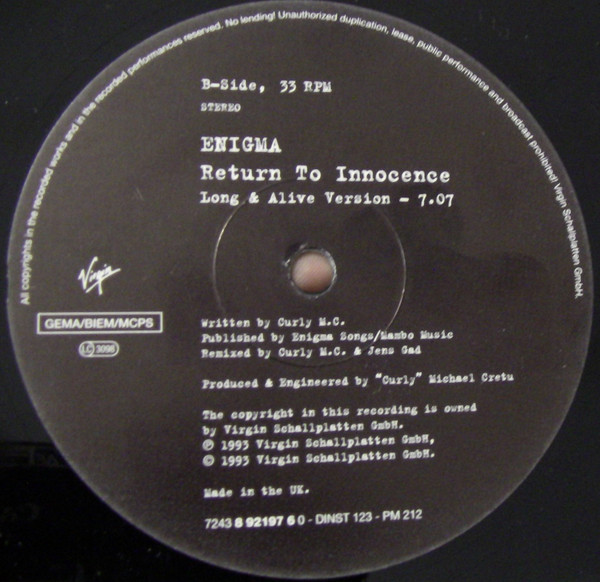 All copyrights in the recorded works and in the recorded performances reserved. No lending! Unauthorized duplication, lease, public performance and broadcast prohibited! Virgin Schallplatten GmbH.
B-Side, 33 RPM
STEREO
ENIGMA
Return To Innocence
Long & Alive Version - 7.07
Virgin
GEMA/BIEM/MCPS
LC 3098
Written by Curly M.C.
Published by Enigma Songs/Mambo Music
Remixed by Curly M.C. & Jens Gad
Produced & Engineered by "Curly" Michael Cretu
The copyright in this recording is owned
by Virgin Schallplatten GmbH.
℗ 1993 Virgin Schallplatten GmbH,
© 1993 Virgin Schallplatten GmbH.
Made in the UK.
7243 8 92197 6 0 - DINST 123 - PM 212